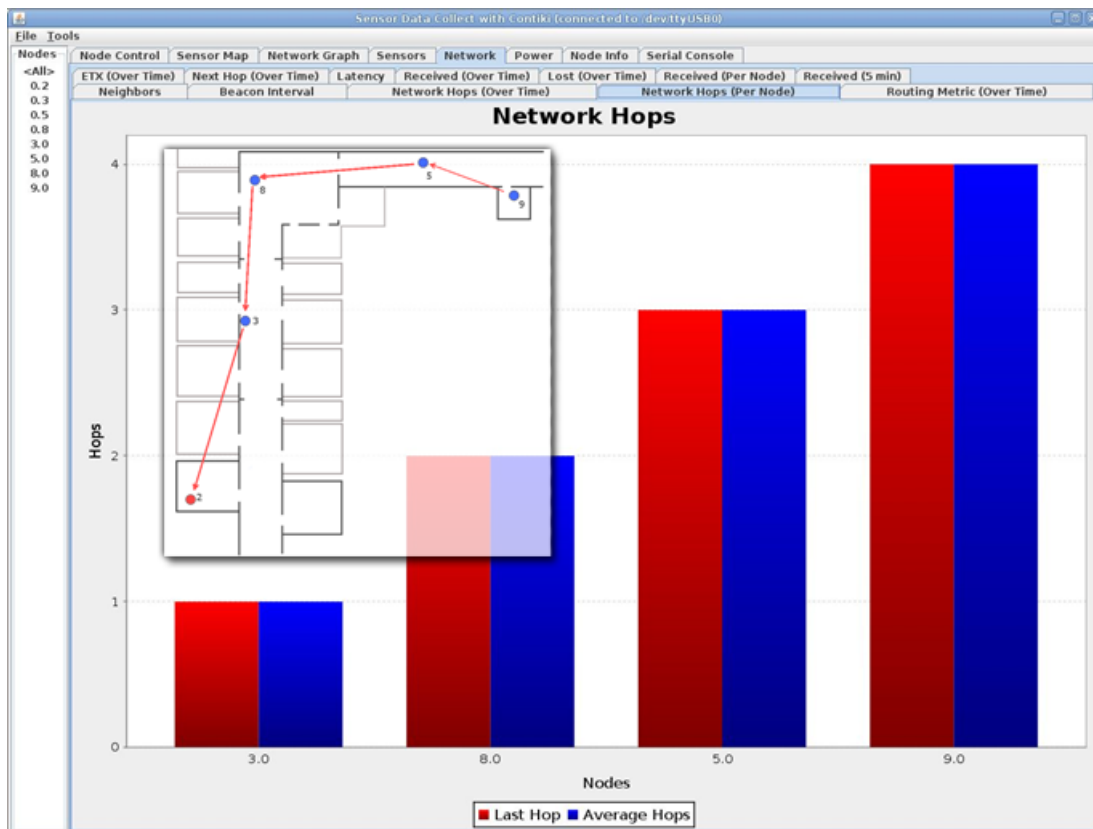 Sensor Data Collect with Contiki (connected to /dev/ttyUSB0)
File Tools
Nodes
<All>
0.2
0.3
0.5
0.8
3.0
5.0
8.0
9.0
Node Control Sensor Map Network Graph Sensors Network Power Node Info Serial Console
ETX (Over Time) Next Hop (Over Time) Latency Received (Over Time) Lost (Over Time) Received (Per Node) Received (5 min)
Neighbors Beacon Interval Network Hops (Over Time) Network Hops (Per Node) Routing Metric (Over Time)
Network Hops
8
5
9
3
2
Hops
4
3
2
1
0
3.0 8.0 5.0 9.0
Nodes
Last Hop Average Hops